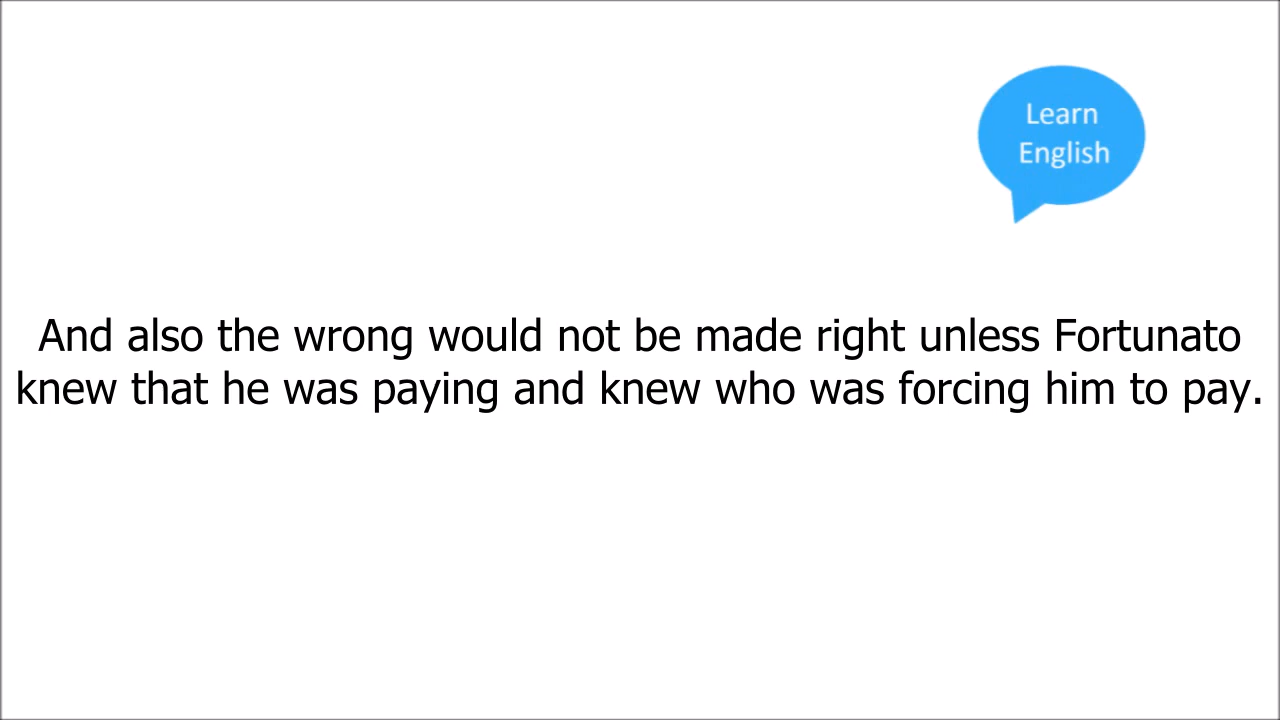 Learn
English
And also the wrong would not be made right unless Fortunato
knew that he was paying and knew who was forcing him to pay.